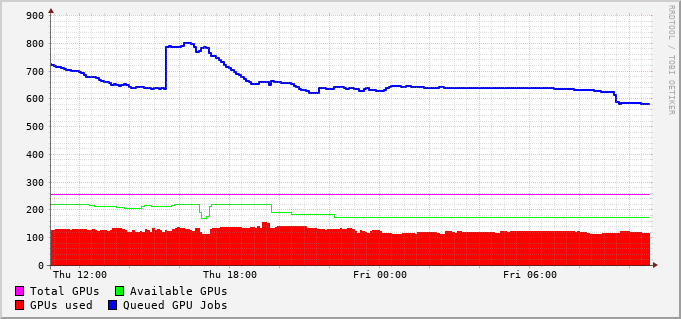 900
800
700
600
500
400
300
200
100
0
Thu 12:00 Thu 18:00 Fri 00:00 Fri 06:00
Total GPUs Available GPUs
GPUs used Queued GPU Jobs
RRDTOOL / TOBI OETIKER